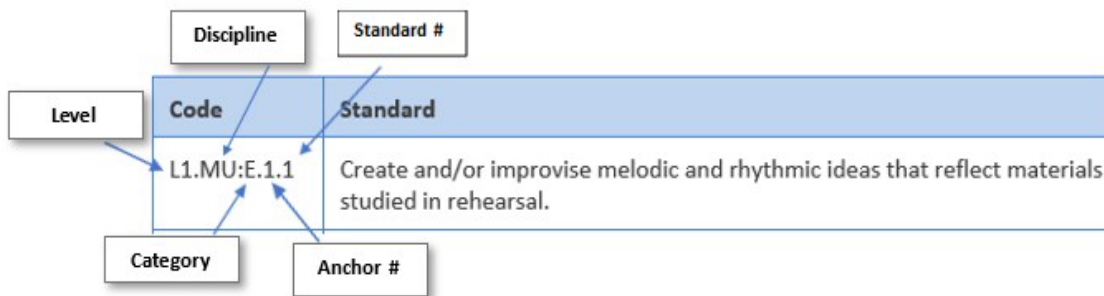 Discipline
Standard #
Level
Code
Standard
L1.MU:E.1.1
Create and/or improvise melodic and rhythmic ideas that reflect materials
studied in rehearsal.
Category
Anchor #